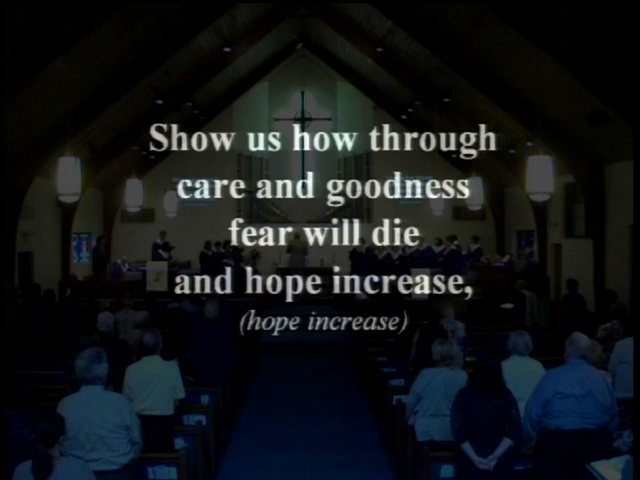 Show us how through
care and goodness
fear will die
and hope increase,
(hope increase)